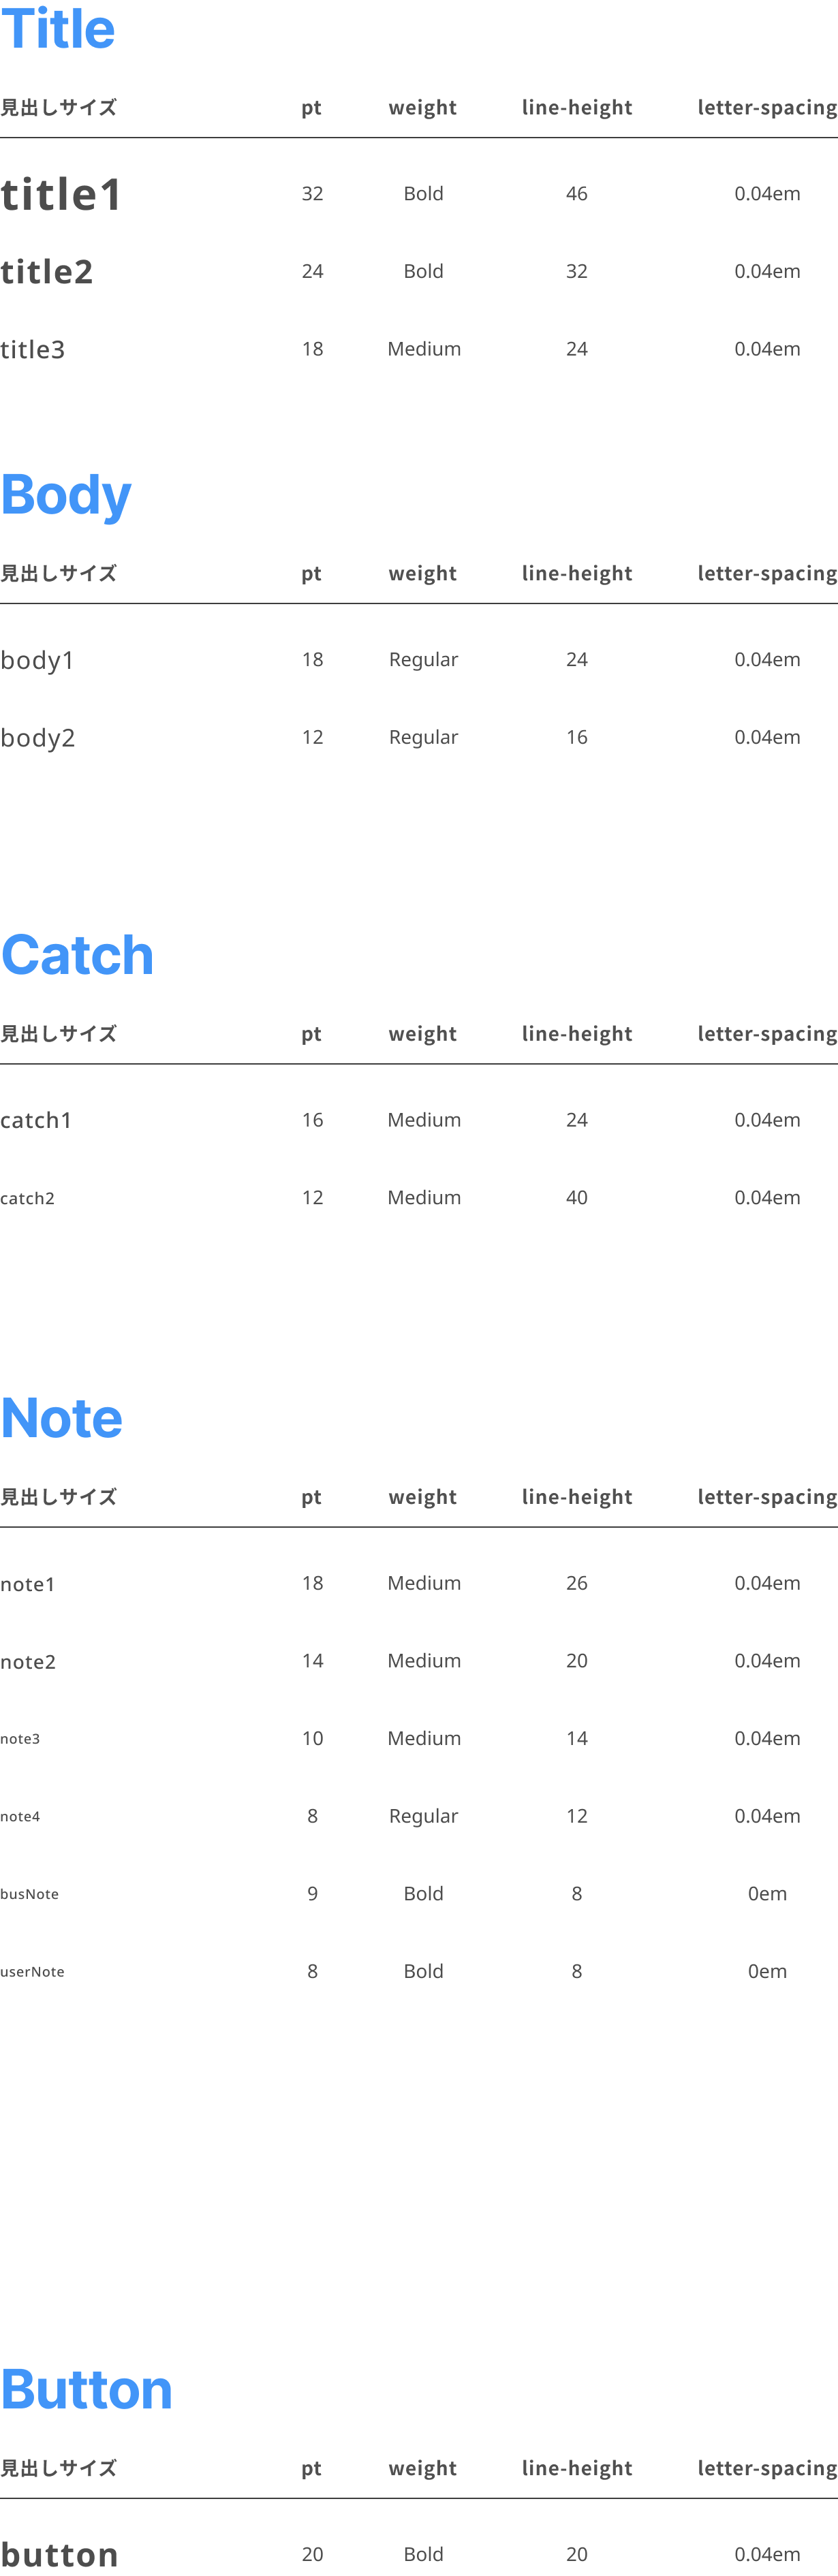 Title
見出しサイズ pt weight line-height letter-spacing
title1 32 Bold 46 0.04em
title2 24 Bold 32 0.04em
title3 18 Medium 24 0.04em
Body
見出しサイズ pt weight line-height letter-spacing
body1 18 Regular 24 0.04em
body2 12 Regular 16 0.04em
Catch
見出しサイズ pt weight line-height letter-spacing
catch1 16 Medium 24 0.04em
catch2 12 Medium 40 0.04em
Note
見出しサイズ pt weight line-height letter-spacing
note1 18 Medium 26 0.04em
note2 14 Medium 20 0.04em
note3 10 Medium 14 0.04em
note4 8 Regular 12 0.04em
busNote 9 Bold 8 0em
userNote 8 Bold 8 0em
Button
見出しサイズ pt weight line-height letter-spacing
button 20 Bold 20 0.04em